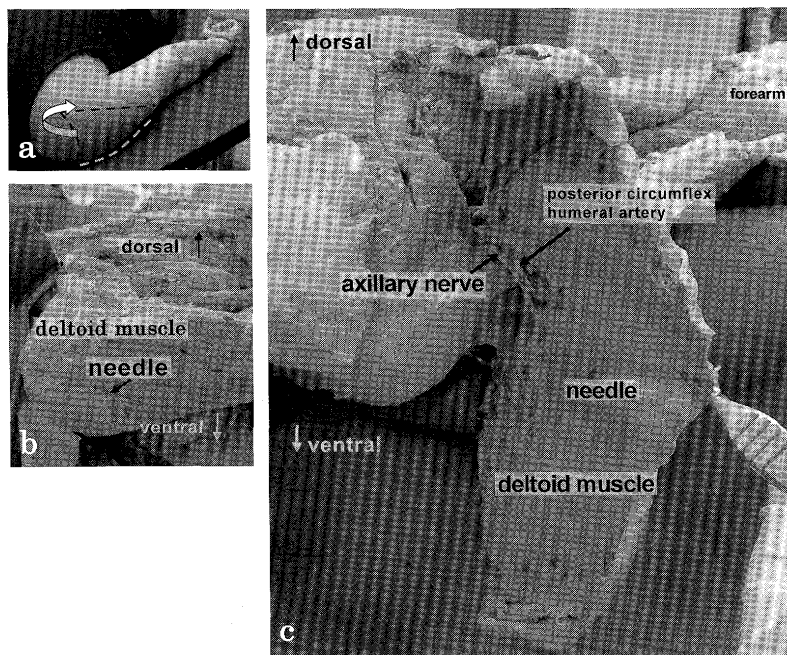 a
dorsal
deltoid muscle
needle
ventral
b
dorsal
forearm
posterior circumflex
humeral artery
axillary nerve
needle
ventral
deltoid muscle
c